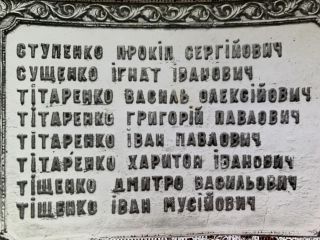 СТУПЕНКО ПРОКІП СЕРГІЙОВИЧ
СУЩЕНКО ІГНАТ ІВАНОВИЧ
ТІТАРЕНКО ВАСИЛЬ ОЛЕКСІЙОВИЧ
ТІТАРЕНКО ГРИГОРІЙ ПАВЛОВИЧ
ТІТАРЕНКО ІВАН ПАВЛОВИЧ
ТІТАРЕНКО ХАРИТОН ІВАНОВИЧ
ТІЩЕНКО ДМИТРО ВАСИЛЬОВИЧ
ТІЩЕНКО ІВАН МУСІЙОВИЧ